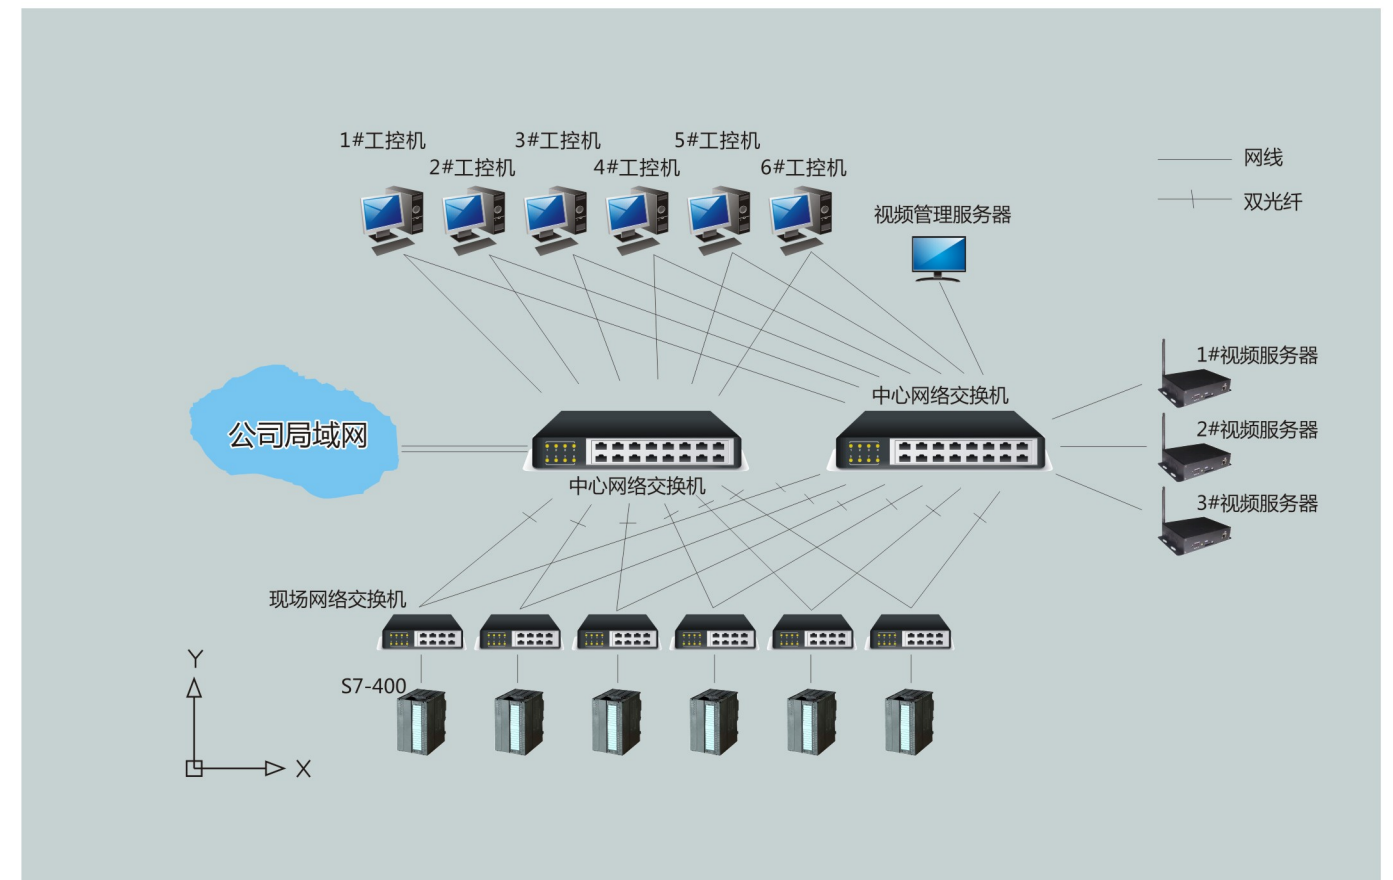 1#工控机
2#工控机
3#工控机
4#工控机
5#工控机
6#工控机
网线
双光纤
视频管理服务器
1#视频服务器
2#视频服务器
3#视频服务器
中心网络交换机
公司局域网
中心网络交换机
现场网络交换机
S7-400
Y
X